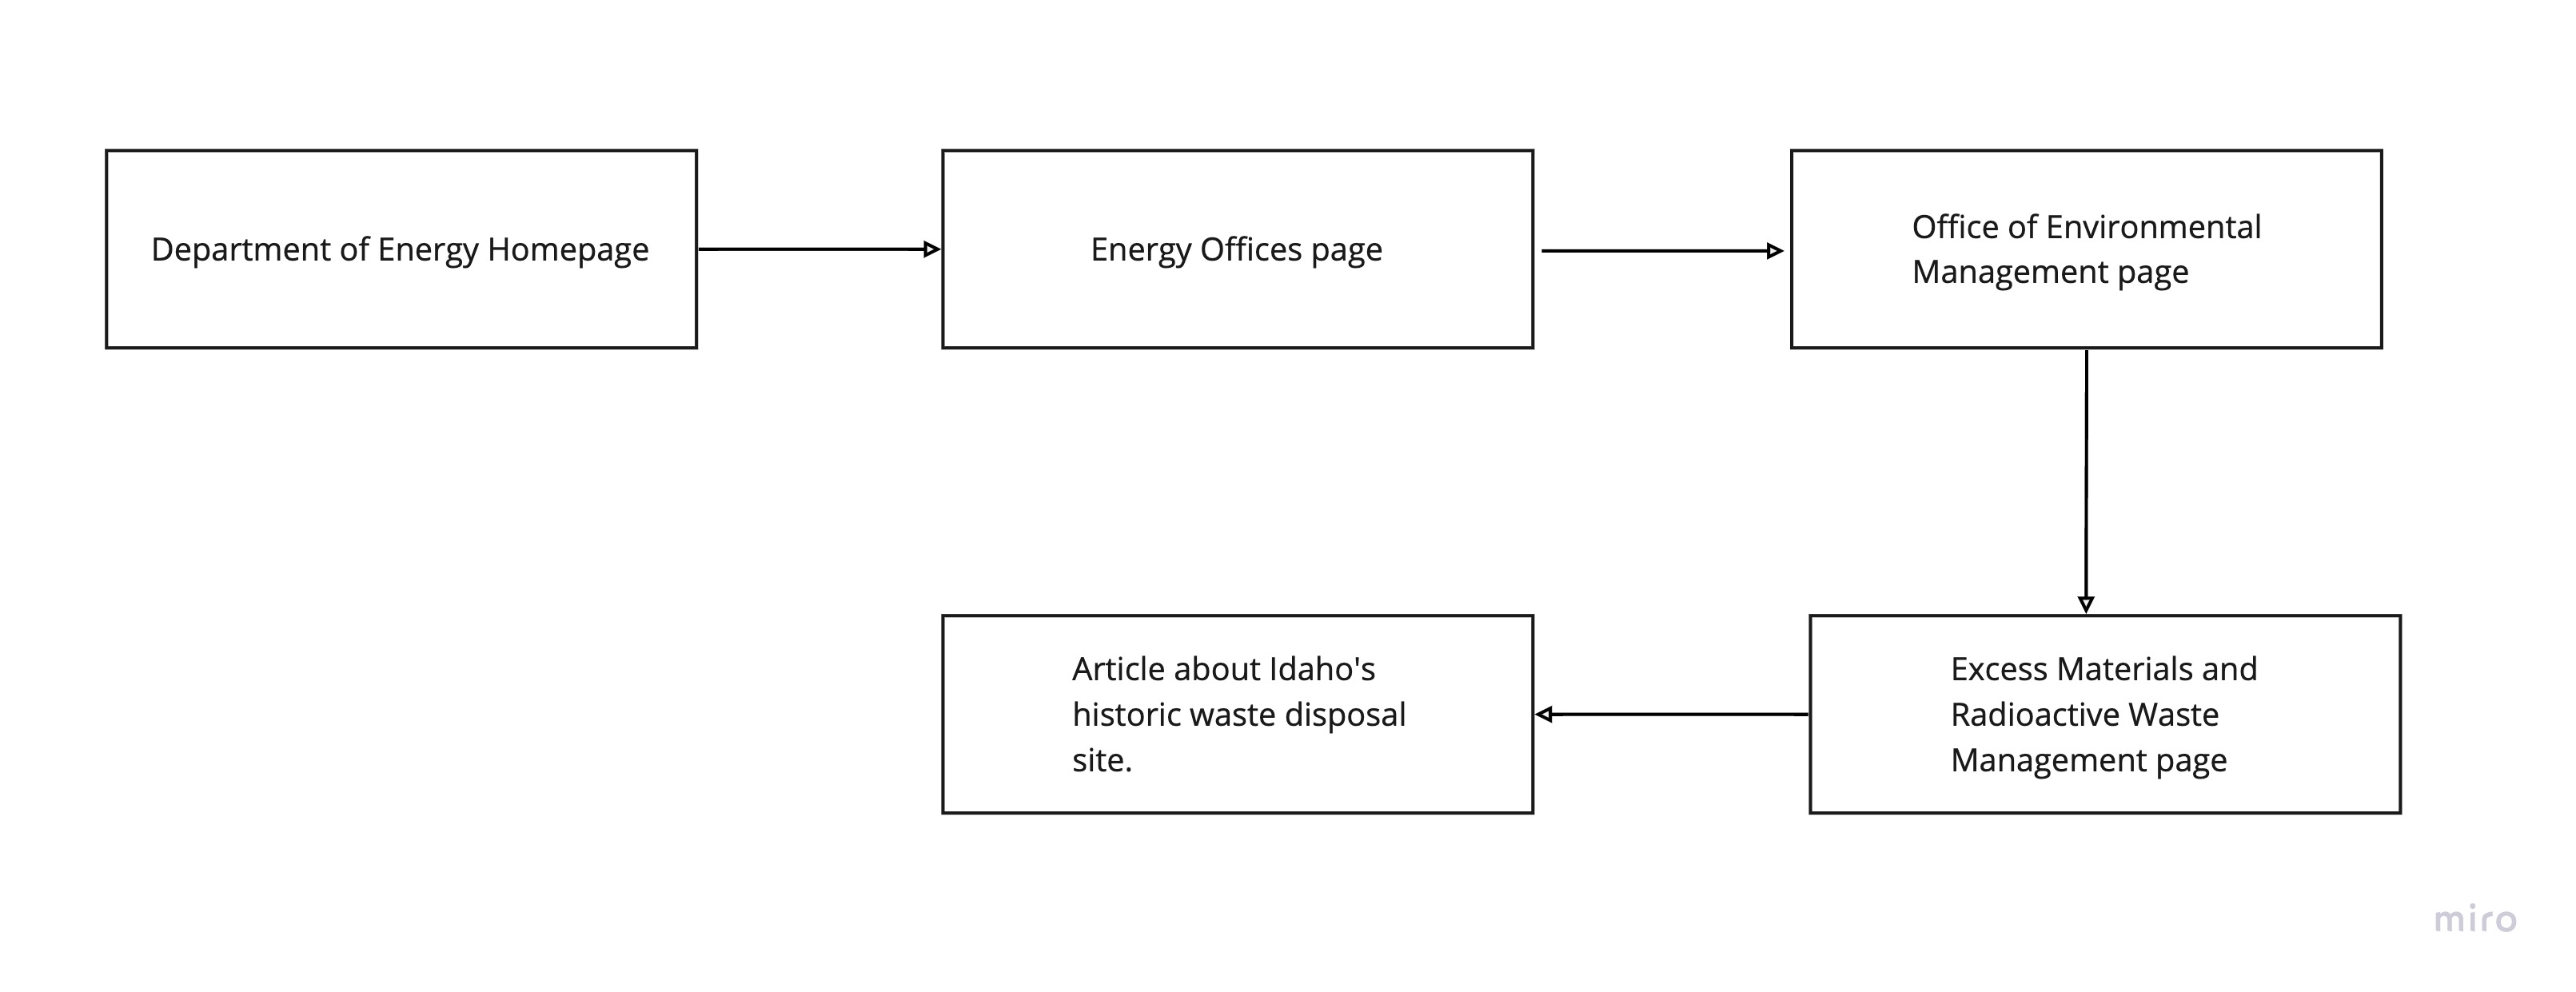 Department of Energy Homepage
Energy Offices page
Office of Environmental
Management page
Excess Materials and
Radioactive Waste
Management page
Article about Idaho's
historic waste disposal
site.
miro